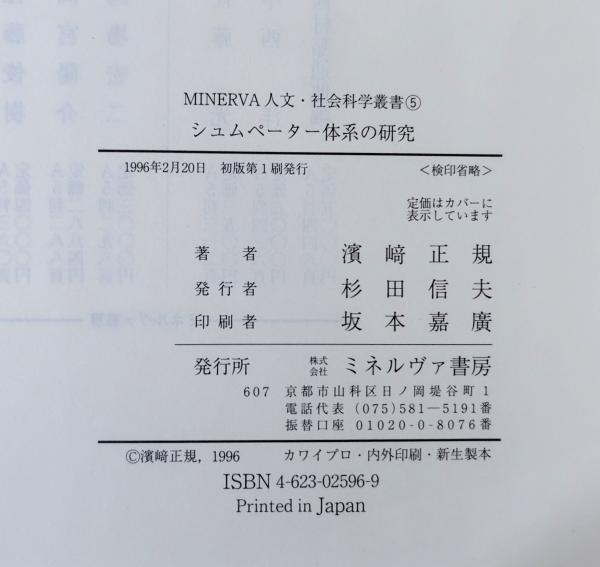 MINERVA人文・社会科学叢書⑤
シュムペーター体系の研究
1996年2月20日 初版第1刷発行 〈検印省略〉
定価はカバーに
表示しています
著者 濱﨑正規
発行者 杉田信夫
印刷者 坂本嘉廣
発行所 株式会社 ミネルヴァ書房
607 京都市山科区日ノ岡堤谷町1
電話代表 (075)581―5191番
振替口座 01020-0-8076番
©濱﨑正規, 1996 カワイプロ・内外印刷・新生製本
ISBN 4-623-02596-9
Printed in Japan